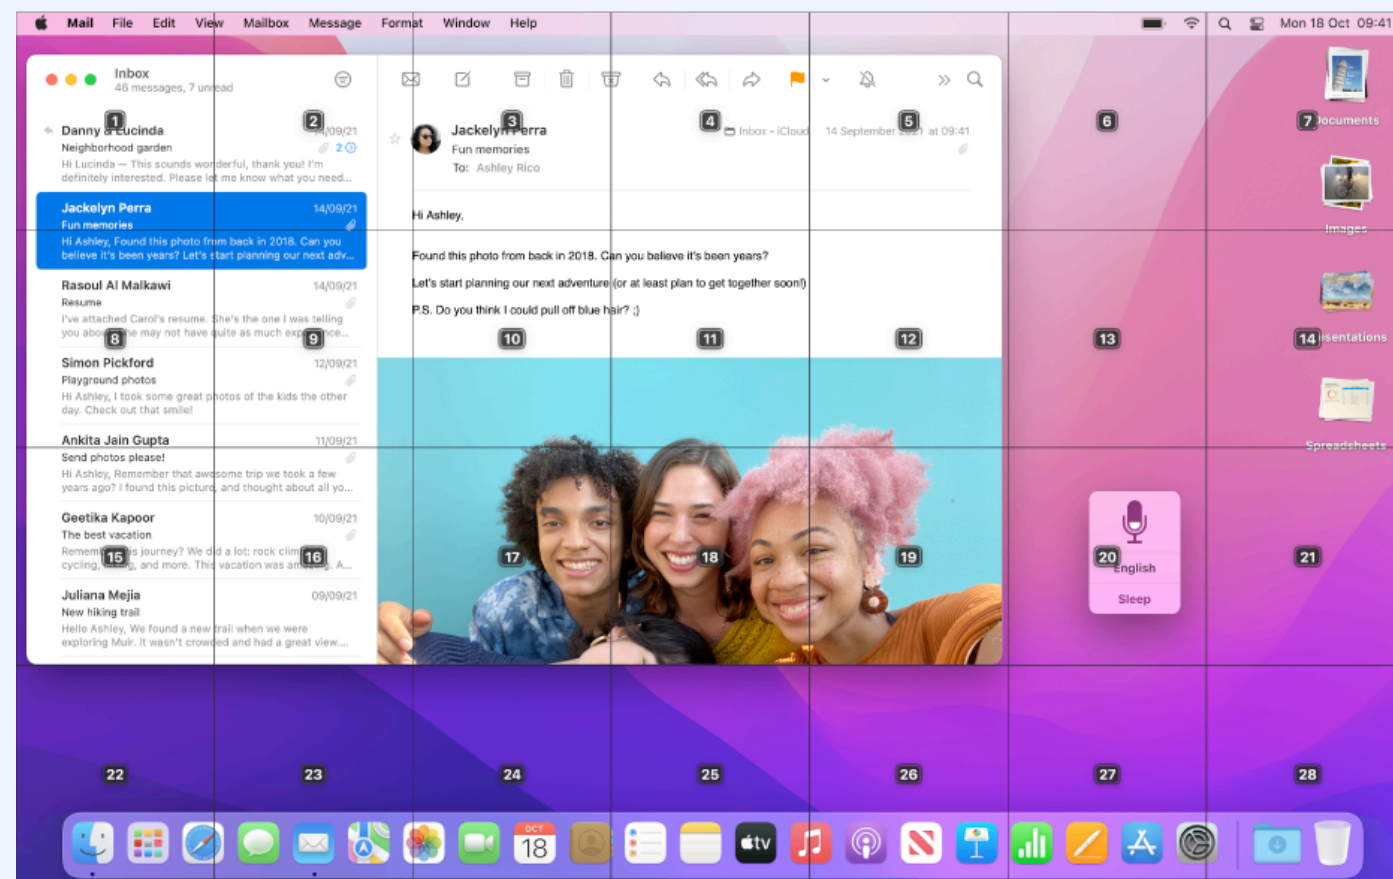 Mail File Edit View Mailbox Message Format Window Help Mon 18 Oct 09:41
Inbox
46 messages, 7 unread
1 2 3 4 5 6 7
Danny & Lucinda 14/09/21
Neighborhood garden 2
Hi Lucinda — This sounds wonderful, thank you! I'm
definitely interested. Please let me know what you need...
Jackelyn Perra 14/09/21
Fun memories
Hi Ashley, Found this photo from back in 2018. Can you
believe it's been years? Let's start planning our next adv...
Rasoul Al Malkawi 14/09/21
Resume
I've attached Carol's resume. She's the one I was telling
you about. She may not have quite as much experience...
8 9 10 11 12 13 14
Simon Pickford 12/09/21
Playground photos
Hi Ashley, I took some great photos of the kids the other
day. Check out that smile!
Ankita Jain Gupta 11/09/21
Send photos please!
Hi Ashley, Remember that awesome trip we took a few
years ago? I found this picture, and thought about all yo...
Geetika Kapoor 10/09/21
The best vacation
Remember this journey? We did a lot: rock climbing,
cycling, hiking, and more. This vacation was amazing. A...
15 16 17 18 19 20 21
Juliana Mejia 09/09/21
New hiking trail
Hello Ashley, We found a new trail when we were
exploring Muir. It wasn't crowded and had a great view....
Jackelyn Perra Inbox - iCloud 14 September 2021 at 09:41
Fun memories
To: Ashley Rico
Hi Ashley,
Found this photo from back in 2018. Can you believe it's been years?
Let's start planning our next adventure (or at least plan to get together soon!)
P.S. Do you think I could pull off blue hair? ;)
Documents
Images
Presentations
Spreadsheets
English
Sleep
22 23 24 25 26 27 28
OCT
18
tv